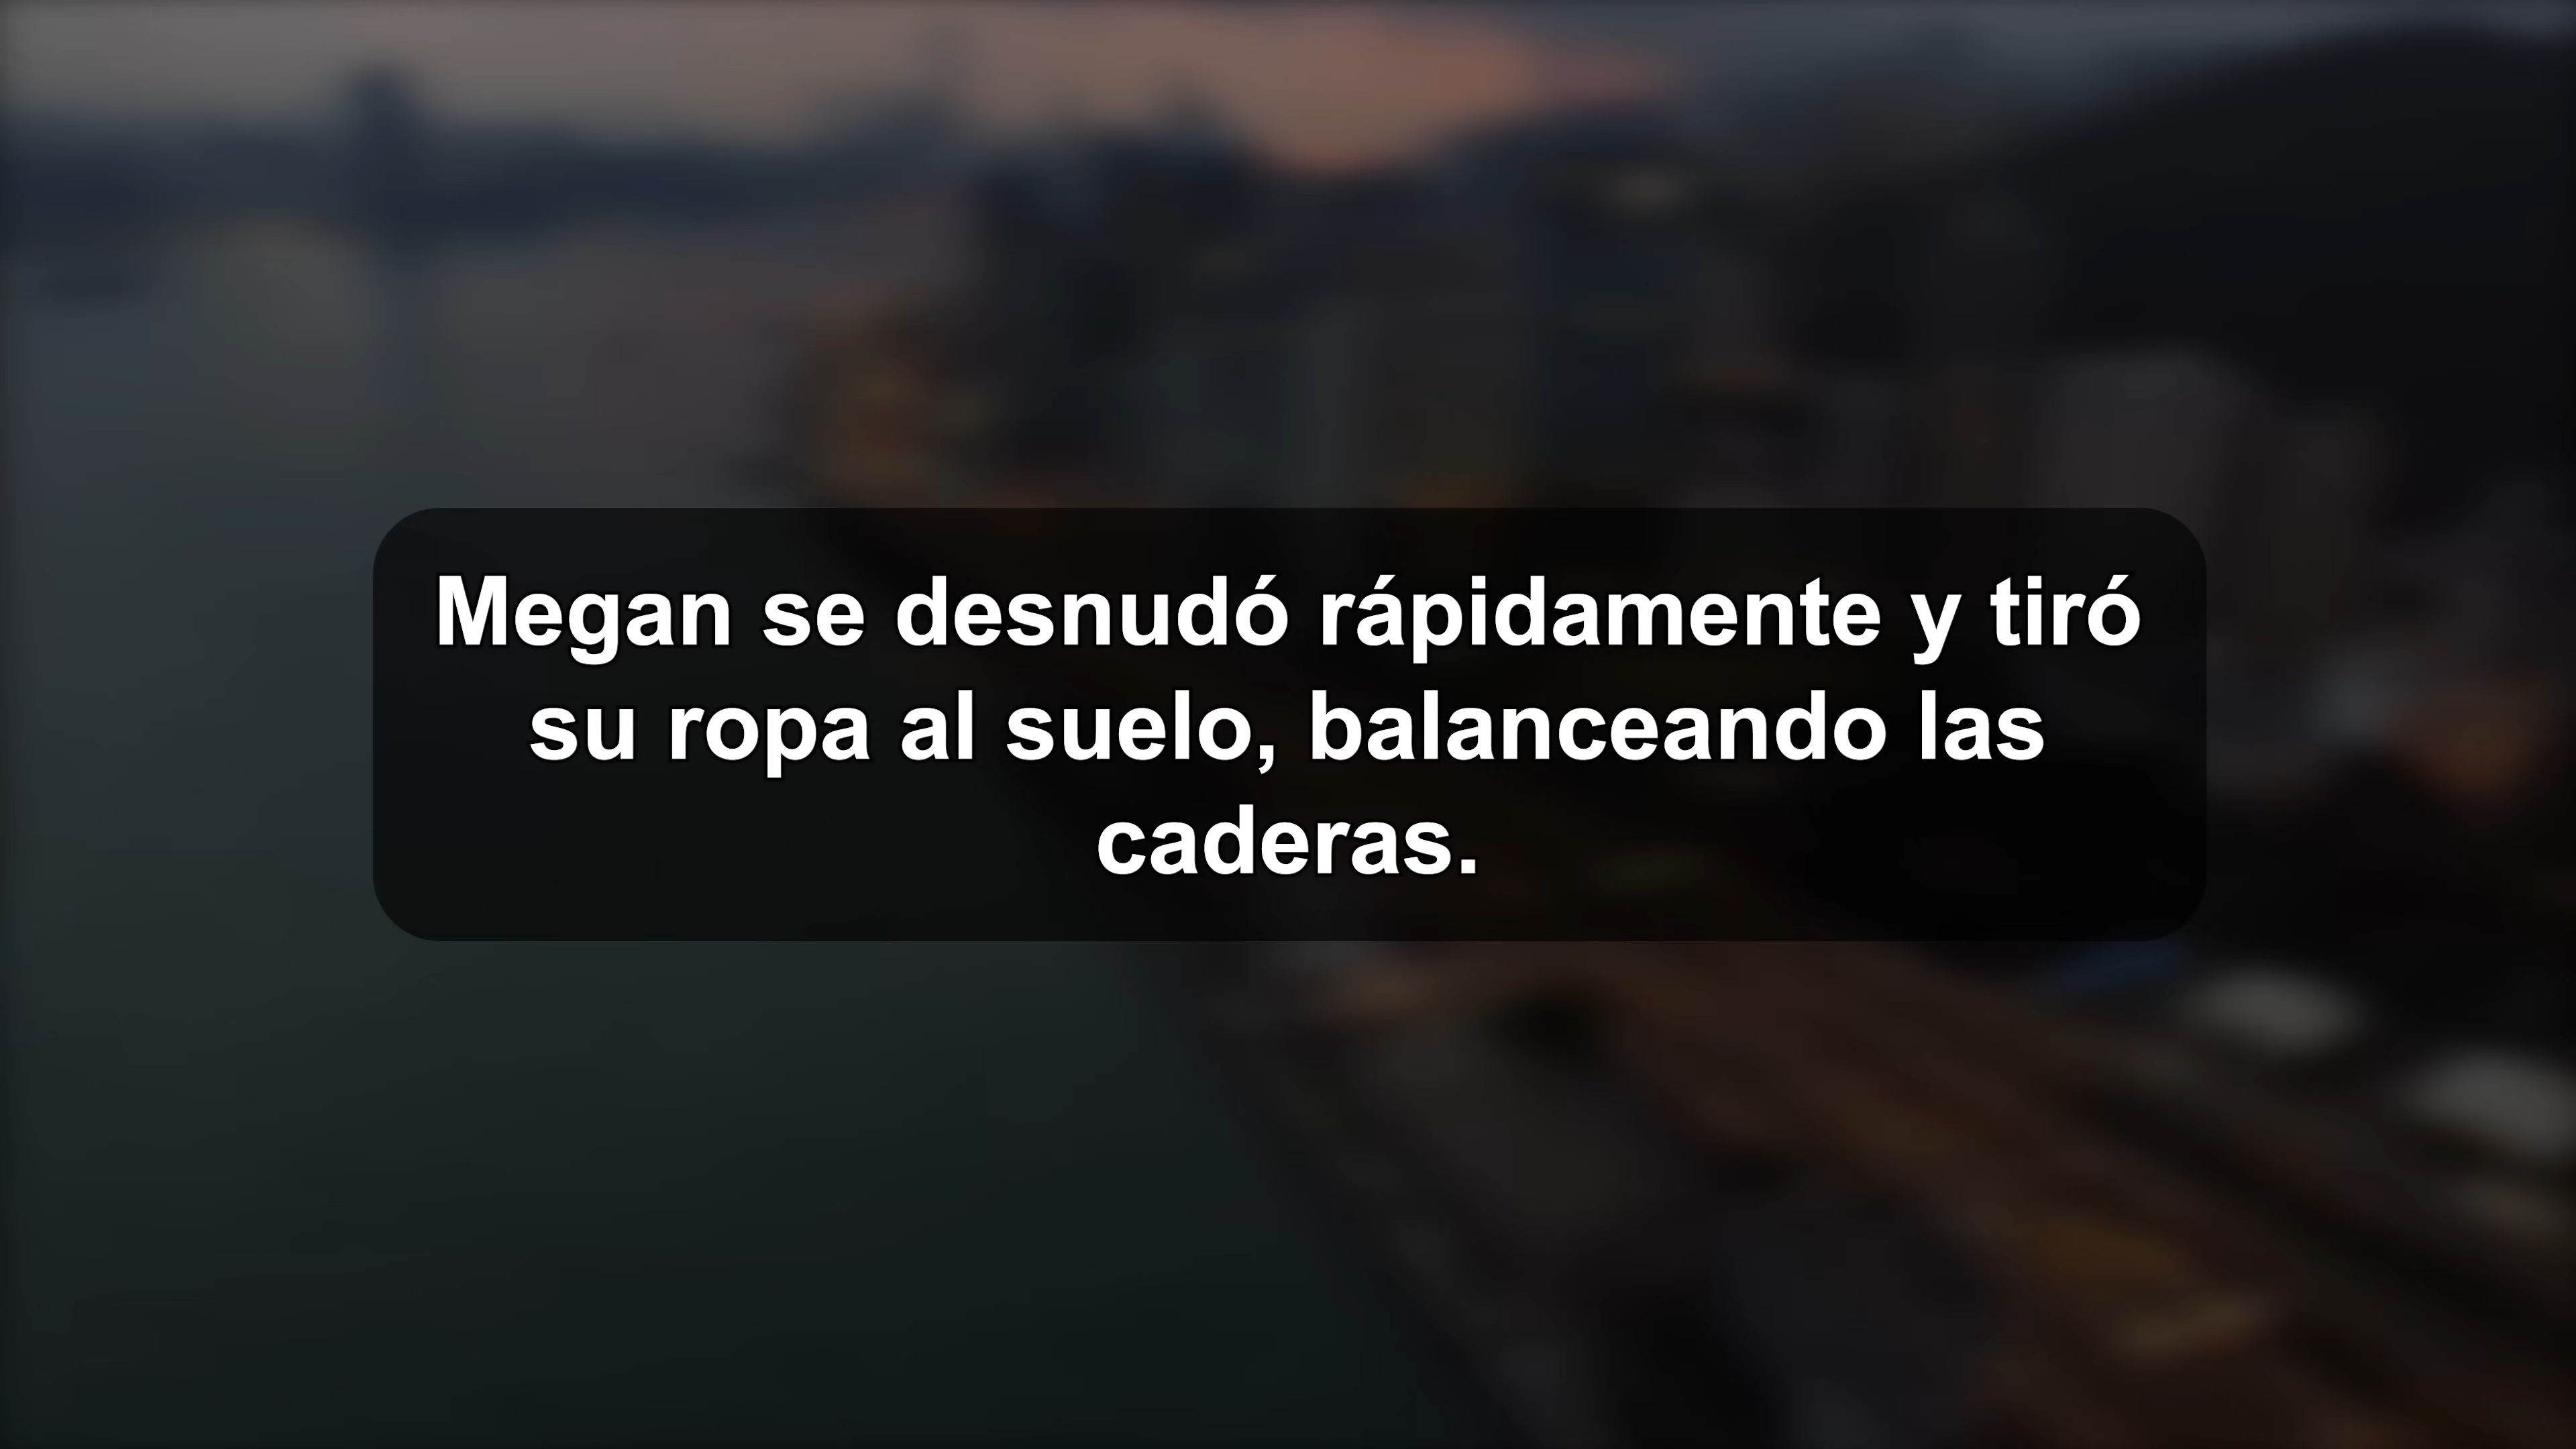 Megan se desnudó rápidamente y tiró
su ropa al suelo, balanceando las
caderas.